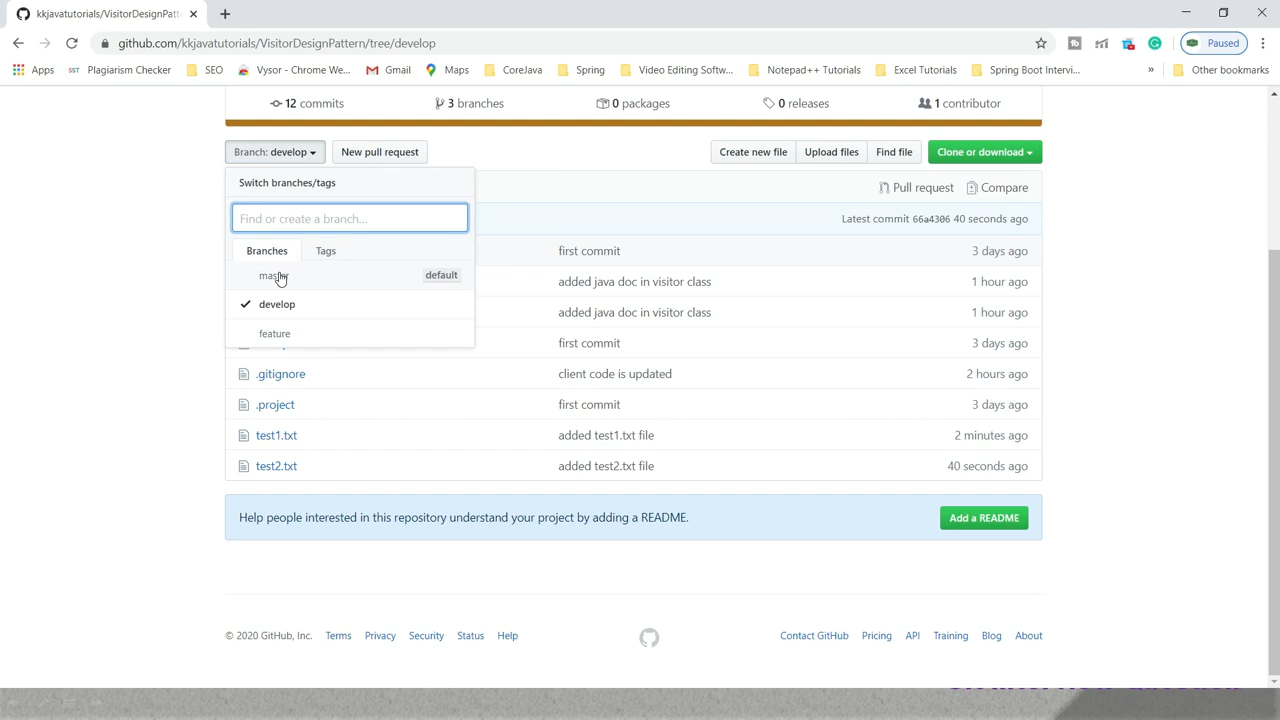 kkjavatutorials/VisitorDesignPatt
github.com/kkjavatutorials/VisitorDesignPattern/tree/develop
Paused
Apps
SST Plagiarism Checker
SEO
Vysor - Chrome We...
Gmail
Maps
CoreJava
Spring
Video Editing Softw...
Notepad++ Tutorials
Excel Tutorials
Spring Boot Intervi...
»
Other bookmarks
12 commits
3 branches
0 packages
0 releases
1 contributor
Branch: develop
New pull request
Create new file
Upload files
Find file
Clone or download
Switch branches/tags
Pull request
Compare
Find or create a branch...
Latest commit 66a4306 40 seconds ago
Branches
Tags
first commit
3 days ago
master
default
added java doc in visitor class
1 hour ago
develop
added java doc in visitor class
1 hour ago
feature
first commit
3 days ago
.gitignore
client code is updated
2 hours ago
.project
first commit
3 days ago
test1.txt
added test1.txt file
2 minutes ago
test2.txt
added test2.txt file
40 seconds ago
Help people interested in this repository understand your project by adding a README.
Add a README
© 2020 GitHub, Inc.
Terms
Privacy
Security
Status
Help
Contact GitHub
Pricing
API
Training
Blog
About